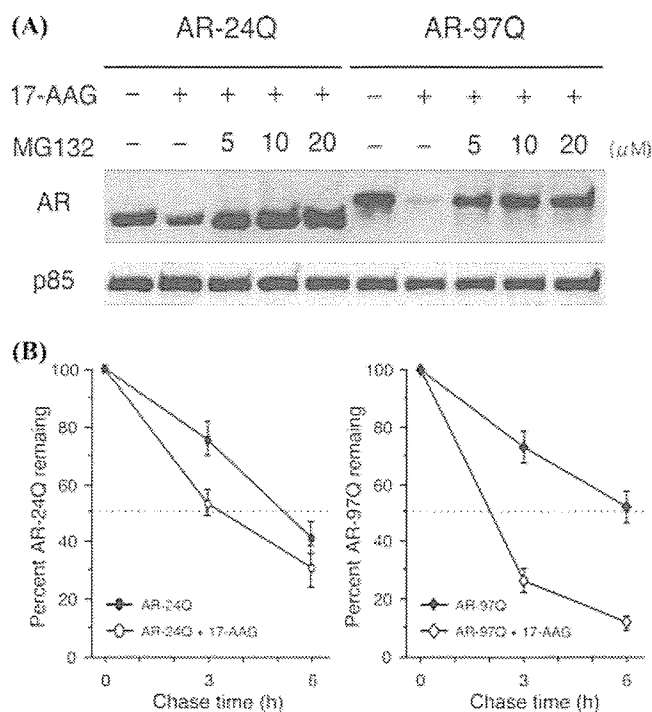 (A)
AR-24Q AR-97Q
17-AAG − + + + + − + + + +
MG132 − − 5 10 20 − − 5 10 20 (μM)
AR
p85
(B)
Percent AR-24Q remaing
100
80
60
40
20
0
AR-24Q
AR-24Q + 17-AAG
0 3 6
Chase time (h)
Percent AR-97Q remaing
100
80
60
40
20
0
AR-97Q
AR-97Q + 17-AAG
0 3 6
Chase time (h)